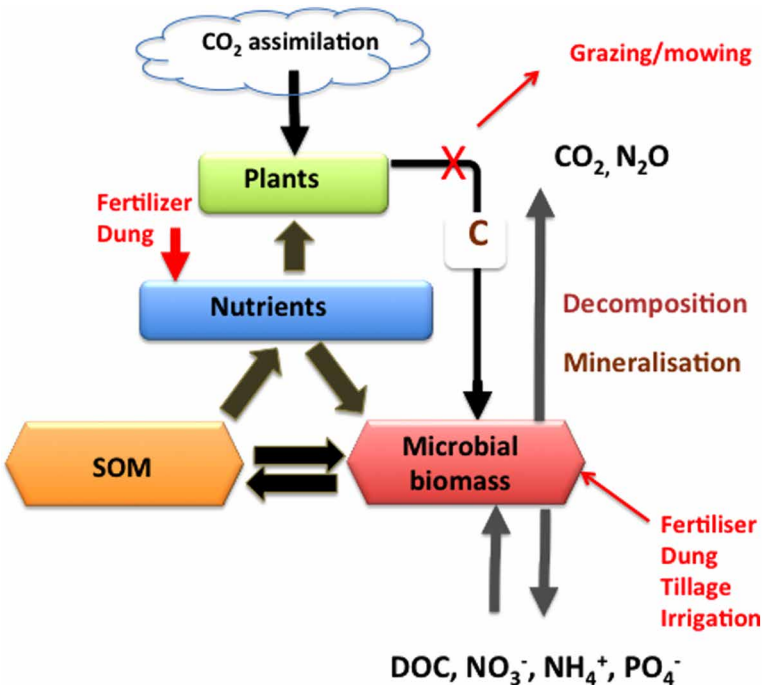 CO₂ assimilation
Grazing/mowing
CO₂, N₂O
Plants
Fertilizer
Dung
C
Nutrients
Decomposition
Mineralisation
SOM
Microbial
biomass
Fertiliser
Dung
Tillage
Irrigation
DOC, NO₃⁻, NH₄⁺, PO₄⁻